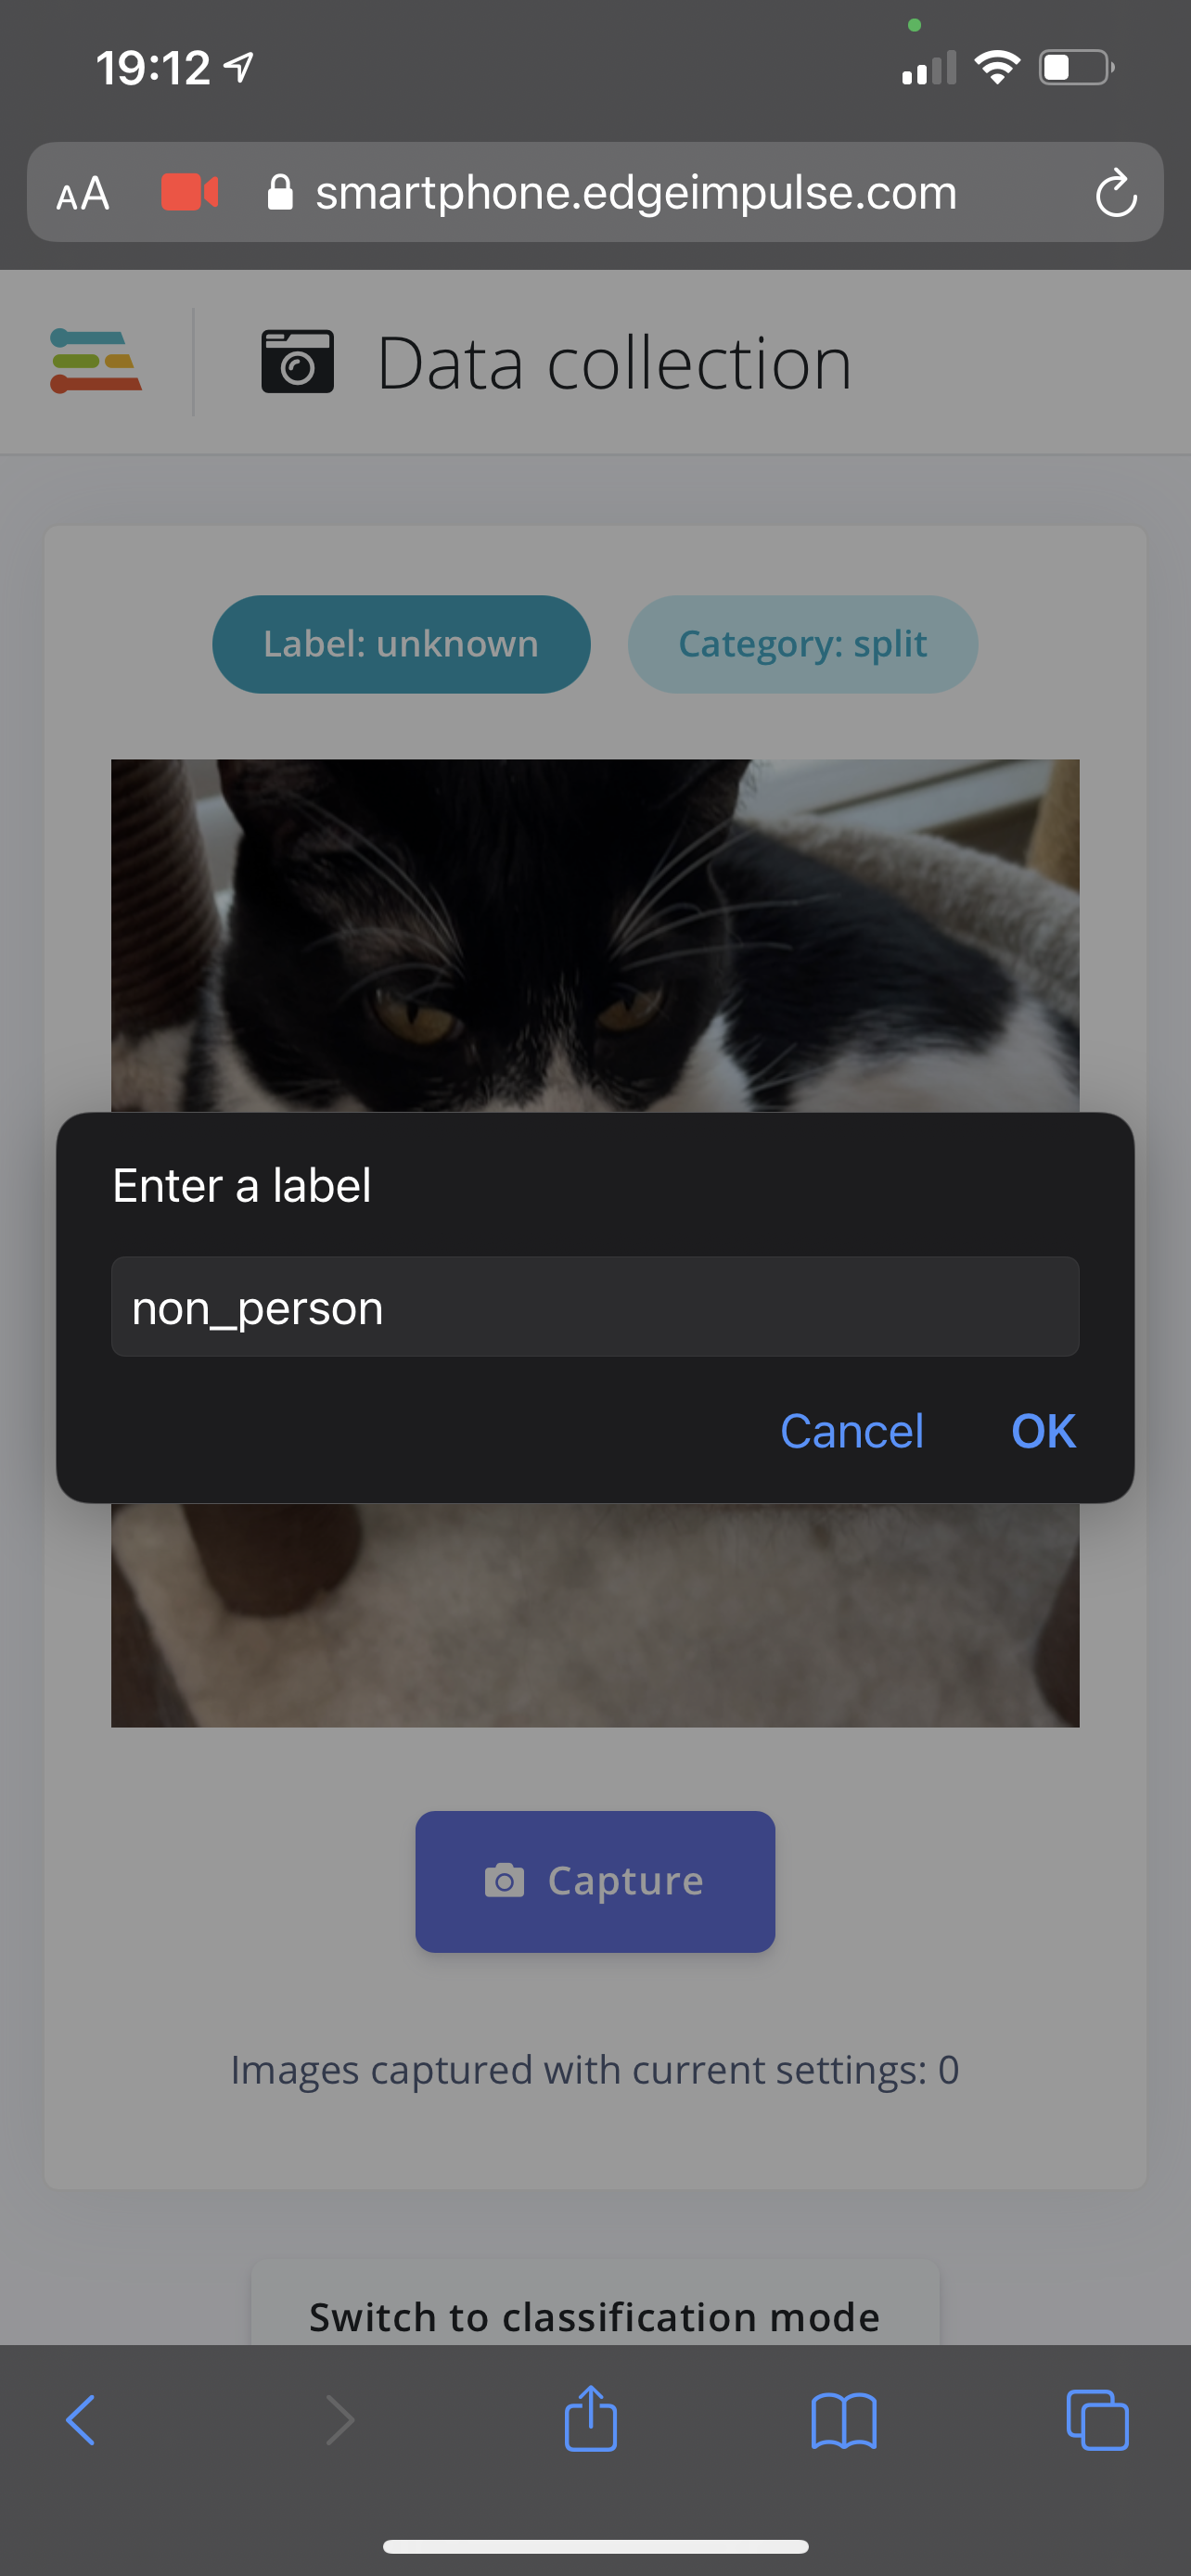 19:12
AA smartphone.edgeimpulse.com
Data collection
Label: unknown Category: split
Enter a label
non_person
Cancel OK
Capture
Images captured with current settings: 0
Switch to classification mode